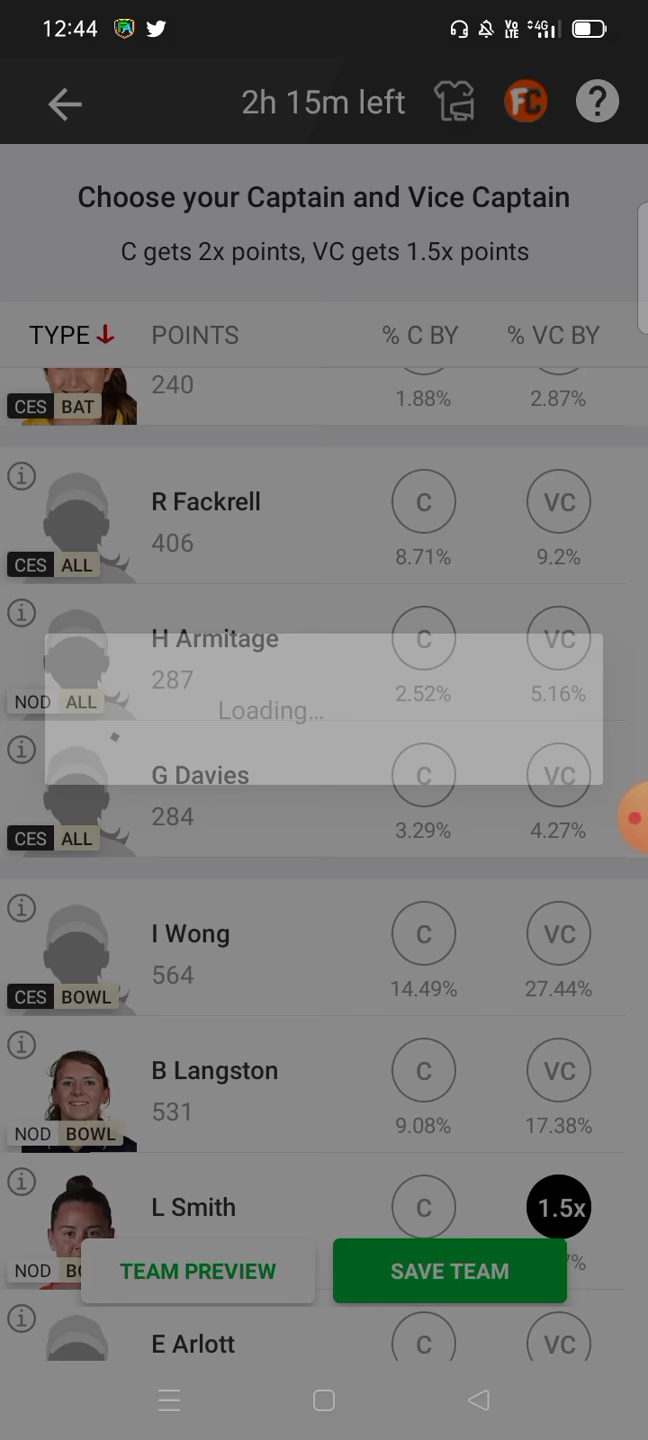 12:44
Vo LTE 4G
2h 15m left
FC
?
Choose your Captain and Vice Captain
C gets 2x points, VC gets 1.5x points
TYPE
POINTS
% C BY
% VC BY
240
1.88%
2.87%
CES BAT
R Fackrell
C
VC
406
8.71%
9.2%
CES ALL
H Armitage
C
VC
287
2.52%
5.16%
NOD ALL
Loading...
G Davies
C
VC
284
3.29%
4.27%
CES ALL
I Wong
C
VC
564
14.49%
27.44%
CES BOWL
B Langston
C
VC
531
9.08%
17.38%
NOD BOWL
L Smith
C
1.5x
NOD
TEAM PREVIEW
SAVE TEAM
E Arlott
C
VC